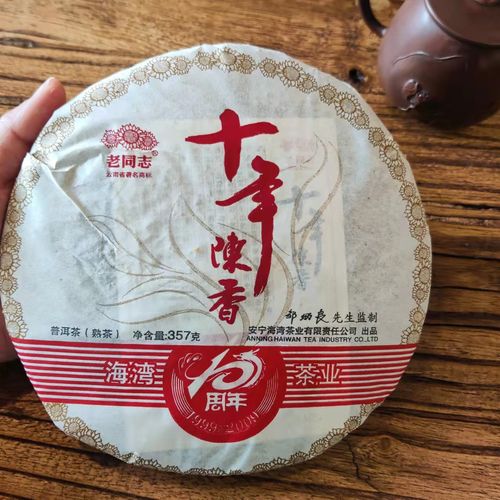 老同志
云南省著名商标
十年
陳香
邹炳良先生监制
普洱茶（熟茶） 净含量:357克
安宁海湾茶业有限责任公司 出品
ANNING HAIWAN TEA INDUSTRY CO.,LTD
海湾 10 茶业
周年
1999-2009